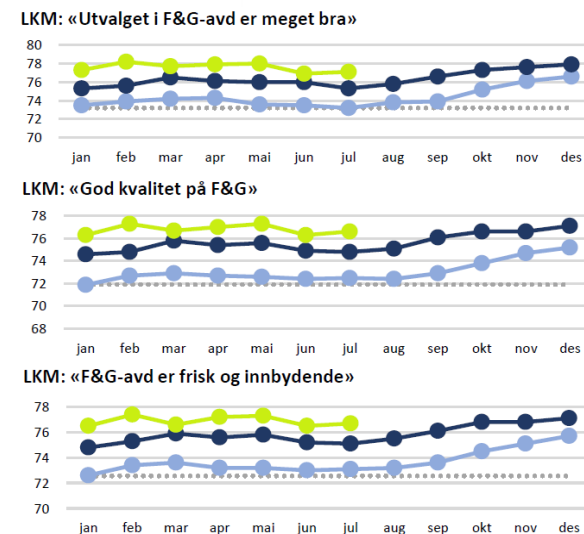 LKM: «Utvalget i F&G-avd er meget bra»
80
78
76
74
72
70
jan feb mar apr mai jun jul aug sep okt nov des
LKM: «God kvalitet på F&G»
78
76
74
72
70
68
jan feb mar apr mai jun jul aug sep okt nov des
LKM: «F&G-avd er frisk og innbydende»
78
76
74
72
70
jan feb mar apr mai jun jul aug sep okt nov des